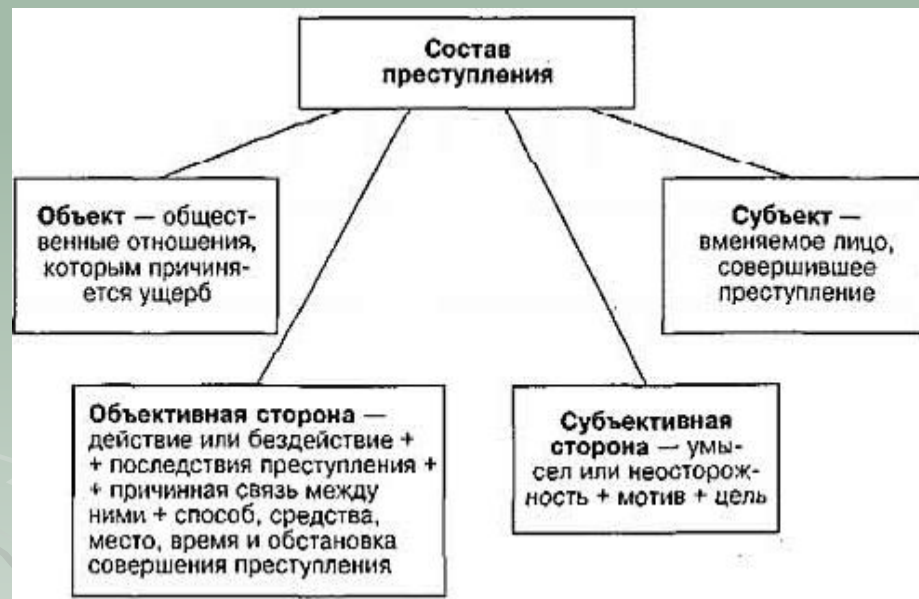 Состав
преступления
Объект — общест-
венные отношения,
которым причиня-
ется ущерб
Субъект —
вменяемое лицо,
совершившее
преступление
Объективная сторона —
действие или бездействие +
+ последствия преступления +
+ причинная связь между
ними + способ, средства,
место, время и обстановка
совершения преступления
Субъективная
сторона — умы-
сел или неосторож-
ность + мотив + цель